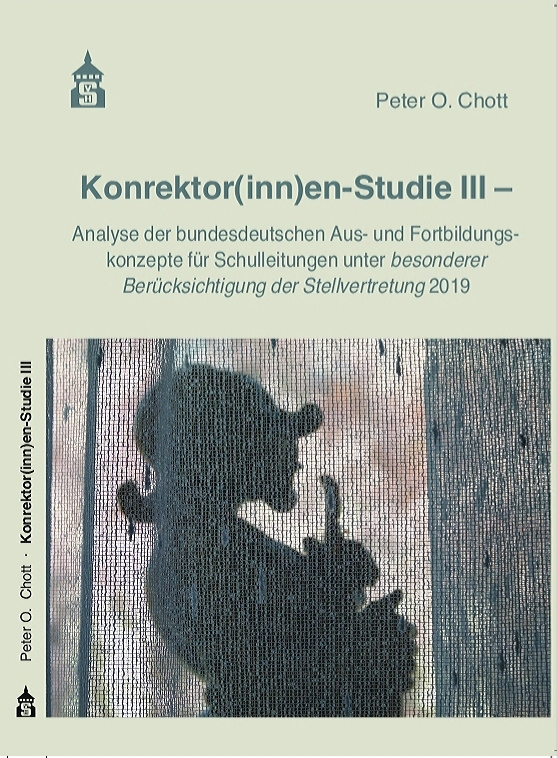 V
S
H
Peter O. Chott
Konrektor(inn)en-Studie III –
Analyse der bundesdeutschen Aus- und Fortbildungs-
konzepte für Schulleitungen unter besonderer
Berücksichtigung der Stellvertretung 2019
Peter O. Chott · Konrektor(inn)en-Studie III